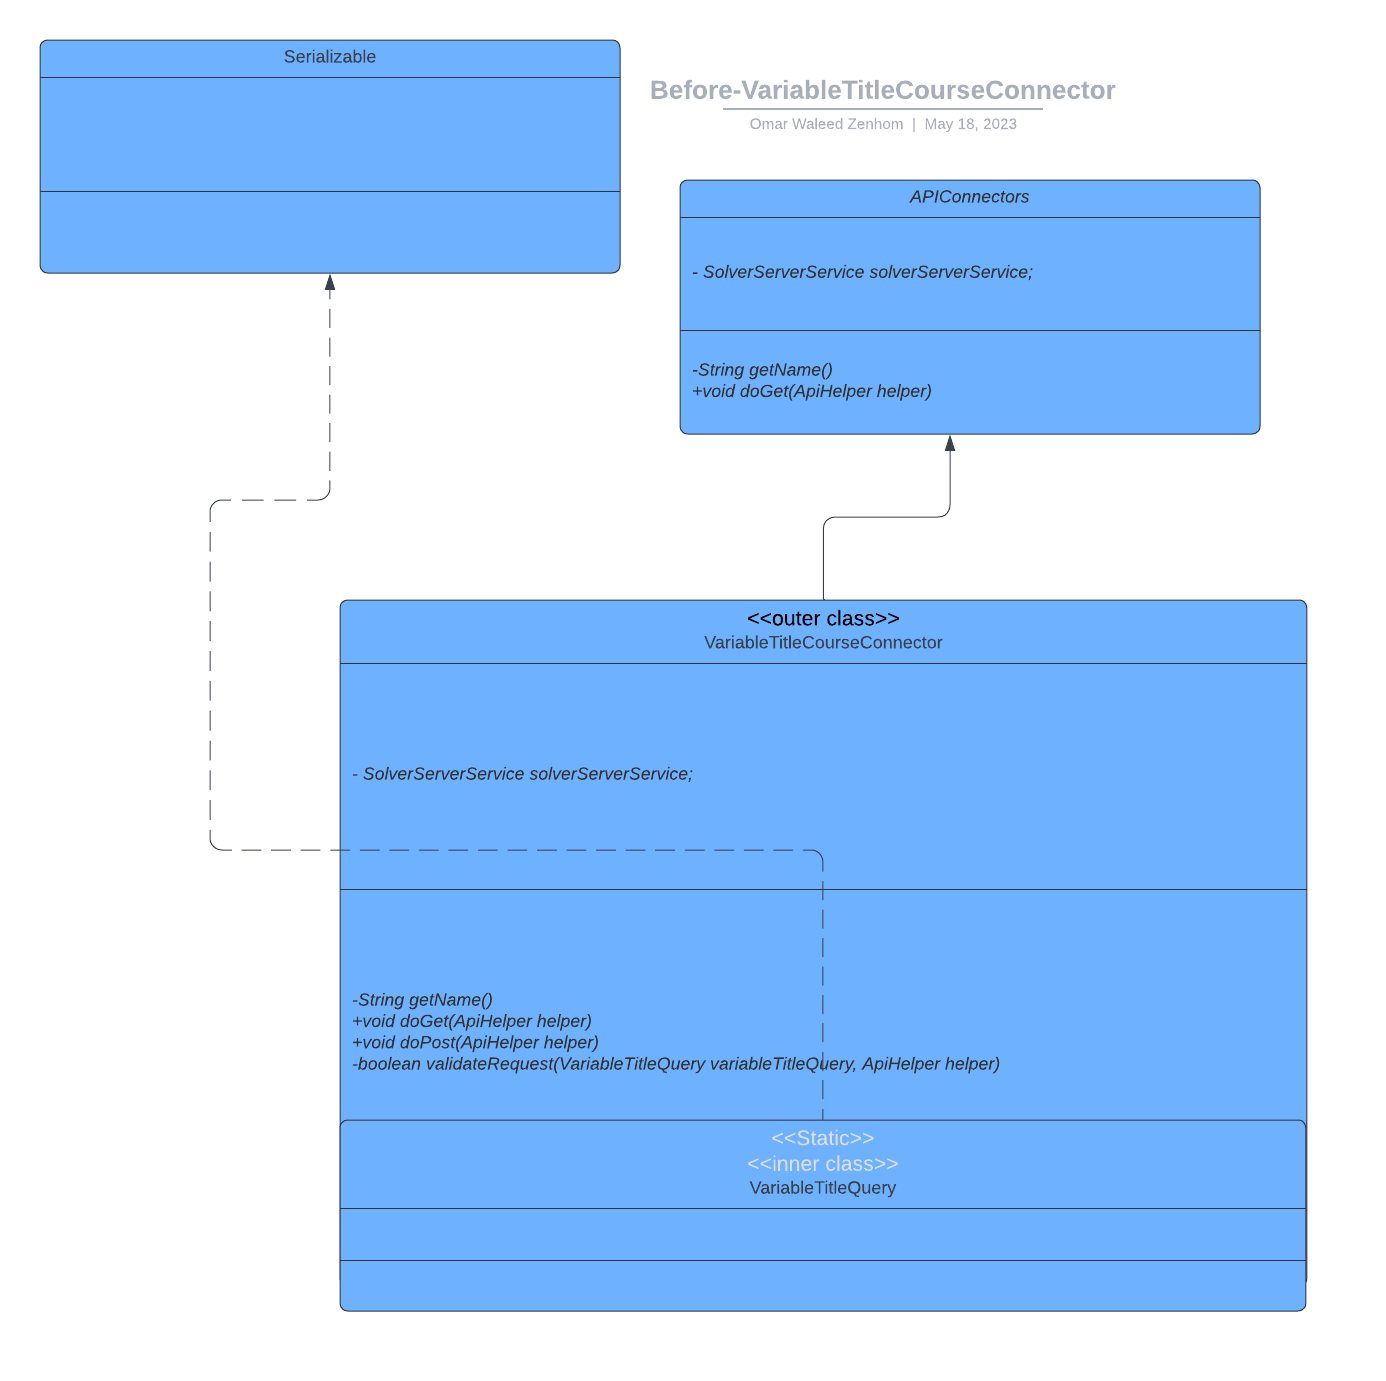 Serializable
Before-VariableTitleCourseConnector
Omar Waleed Zenhom | May 18, 2023
APIConnectors
- SolverServerService solverServerService;
-String getName()
+void doGet(ApiHelper helper)
<<outer class>>
VariableTitleCourseConnector
- SolverServerService solverServerService;
-String getName()
+void doGet(ApiHelper helper)
+void doPost(ApiHelper helper)
-boolean validateRequest(VariableTitleQuery variableTitleQuery, ApiHelper helper)
<<Static>>
<<inner class>>
VariableTitleQuery